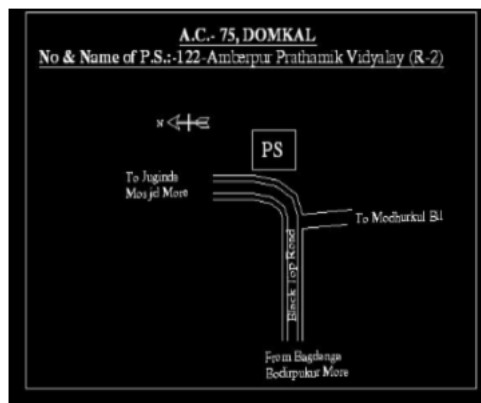 A.C.- 75, DOMKAL
No & Name of P.S.:-122-Amberpur Prathamik Vidyalay (R-2)
N
PS
To Juginda
Mosjid More
To Modhurkul Bil
Black Top Road
From Bagdanga
Bodirpukur More